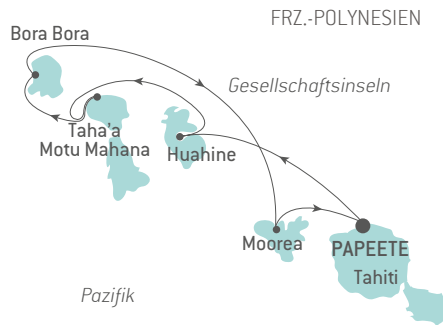 FRZ.-POLYNESIEN
Bora Bora
Gesellschaftsinseln
Taha'a
Motu Mahana
Huahine
Moorea
PAPEETE
Tahiti
Pazifik